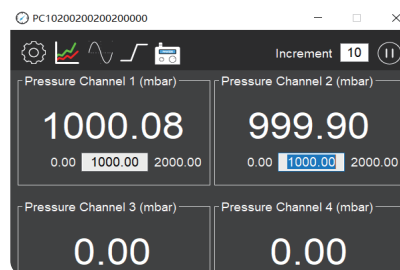 PC10200200200200000
Increment 10
Pressure Channel 1 (mbar)
1000.08
0.00 1000.00 2000.00
Pressure Channel 2 (mbar)
999.90
0.00 1000.00 2000.00
Pressure Channel 3 (mbar)
0.00
Pressure Channel 4 (mbar)
0.00